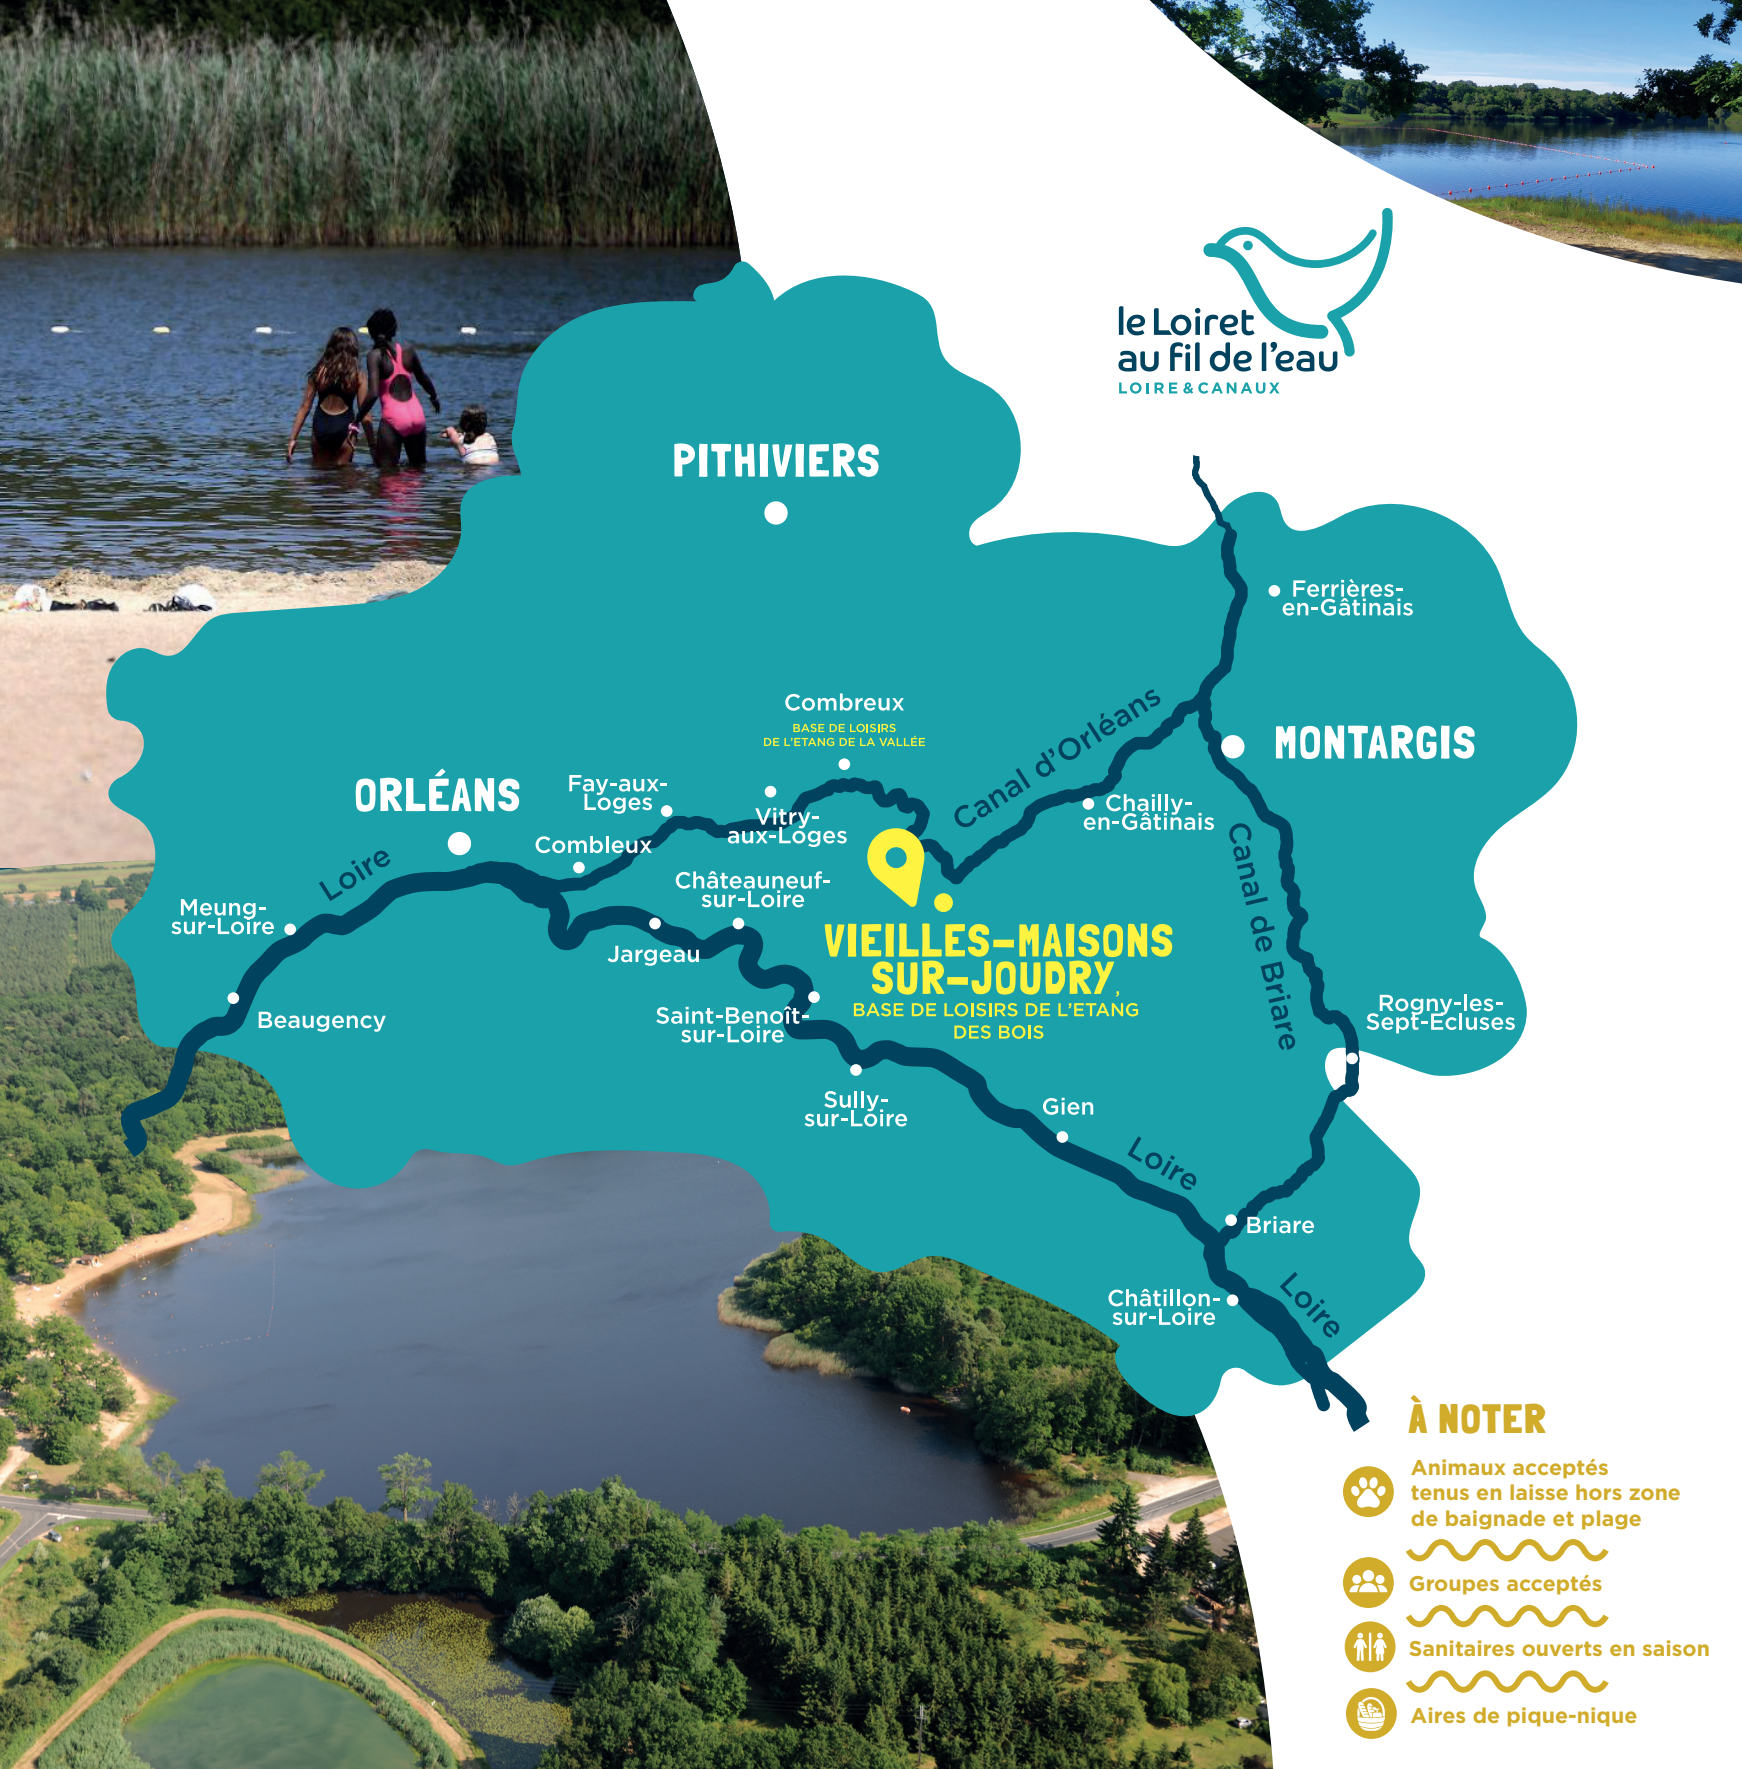 le Loiret
au fil de l'eau
LOIRE & CANAUX
PITHIVIERS
Ferrières-
en-Gâtinais
Combreux
BASE DE LOISIRS
DE L'ETANG DE LA VALLÉE
Canal d'Orléans
MONTARGIS
ORLÉANS
Fay-aux-
Loges
Vitry-
aux-Loges
Chailly-
en-Gâtinais
Combleux
Loire
Châteauneuf-
sur-Loire
Canal de Briare
Meung-
sur-Loire
Jargeau
VIEILLES-MAISONS
SUR-JOUDRY,
BASE DE LOISIRS DE L'ETANG
DES BOIS
Beaugency
Saint-Benoît-
sur-Loire
Rogny-les-
Sept-Ecluses
Sully-
sur-Loire
Gien
Loire
Briare
Châtillon-
sur-Loire
Loire
À NOTER
Animaux acceptés
tenus en laisse hors zone
de baignade et plage
Groupes acceptés
Sanitaires ouverts en saison
Aires de pique-nique